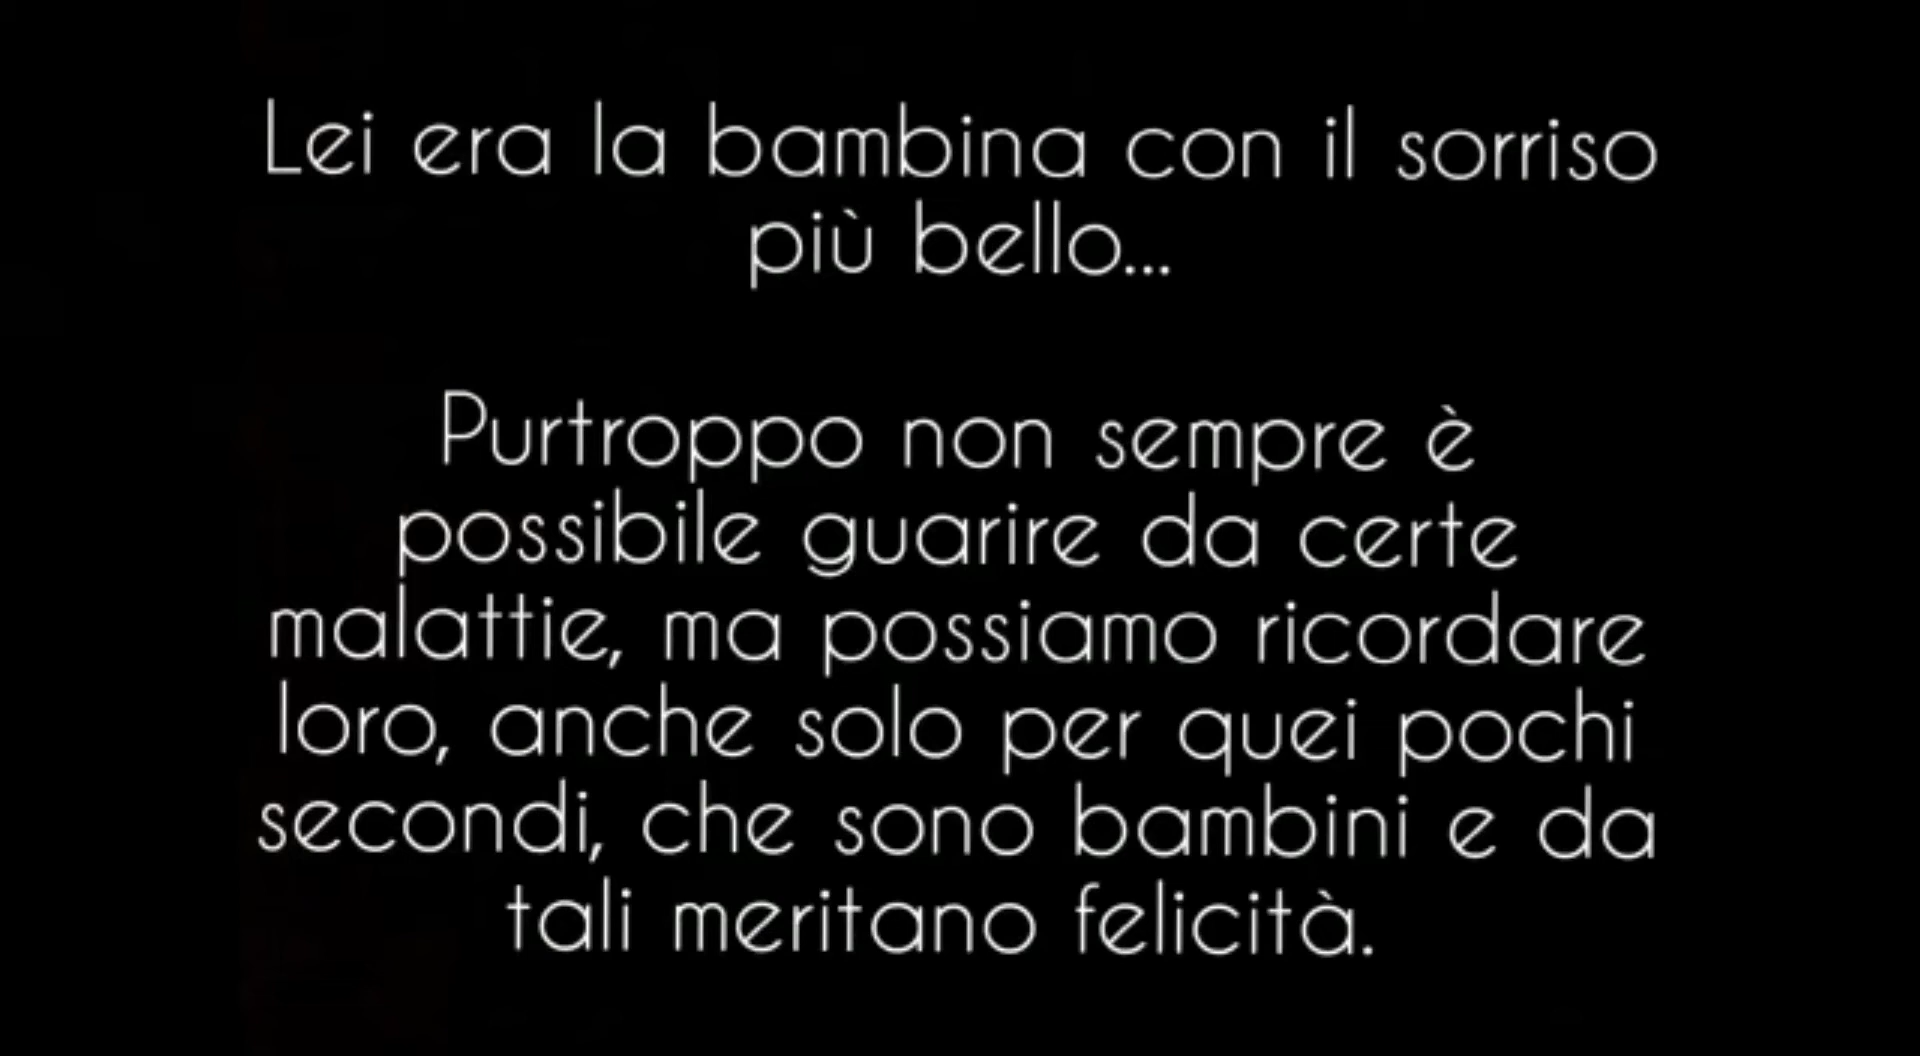 Lei era la bambina con il sorriso
più bello...
Purtroppo non sempre è
possibile guarire da certe
malattie, ma possiamo ricordare
loro, anche solo per quei pochi
secondi, che sono bambini e da
tali meritano felicità.